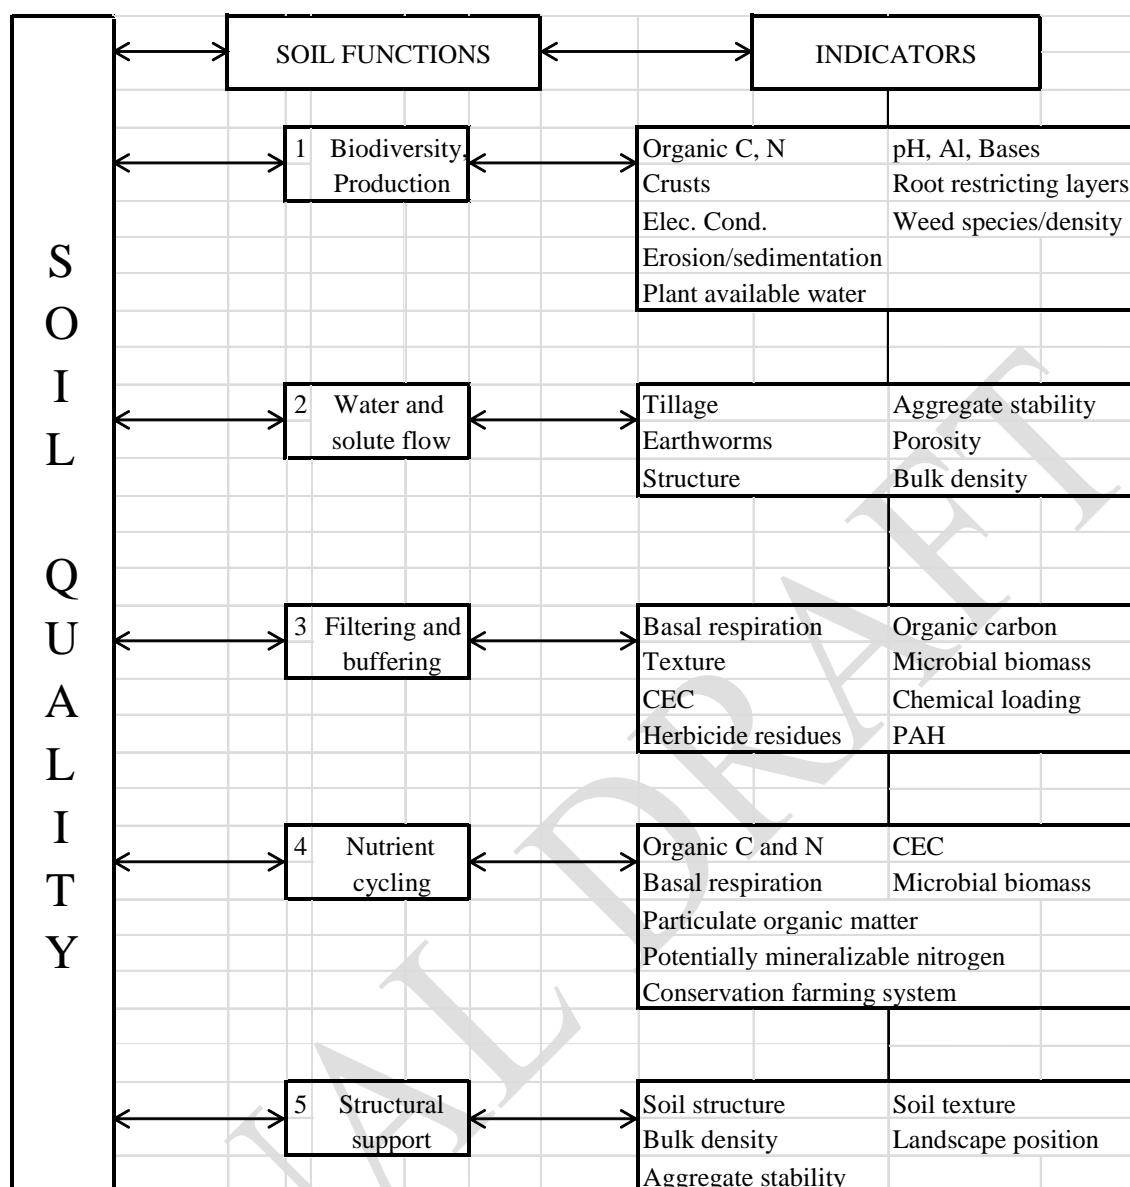 SOIL QUALITY
SOIL FUNCTIONS
INDICATORS
1 Biodiversity,
Production
Organic C, N
pH, Al, Bases
Crusts
Root restricting layers
Elec. Cond.
Weed species/density
Erosion/sedimentation
Plant available water
2 Water and
solute flow
Tillage
Aggregate stability
Earthworms
Porosity
Structure
Bulk density
3 Filtering and
buffering
Basal respiration
Organic carbon
Texture
Microbial biomass
CEC
Chemical loading
Herbicide residues
PAH
4 Nutrient
cycling
Organic C and N
CEC
Basal respiration
Microbial biomass
Particulate organic matter
Potentially mineralizable nitrogen
Conservation farming system
5 Structural
support
Soil structure
Soil texture
Bulk density
Landscape position
Aggregate stability
AL DRAFT